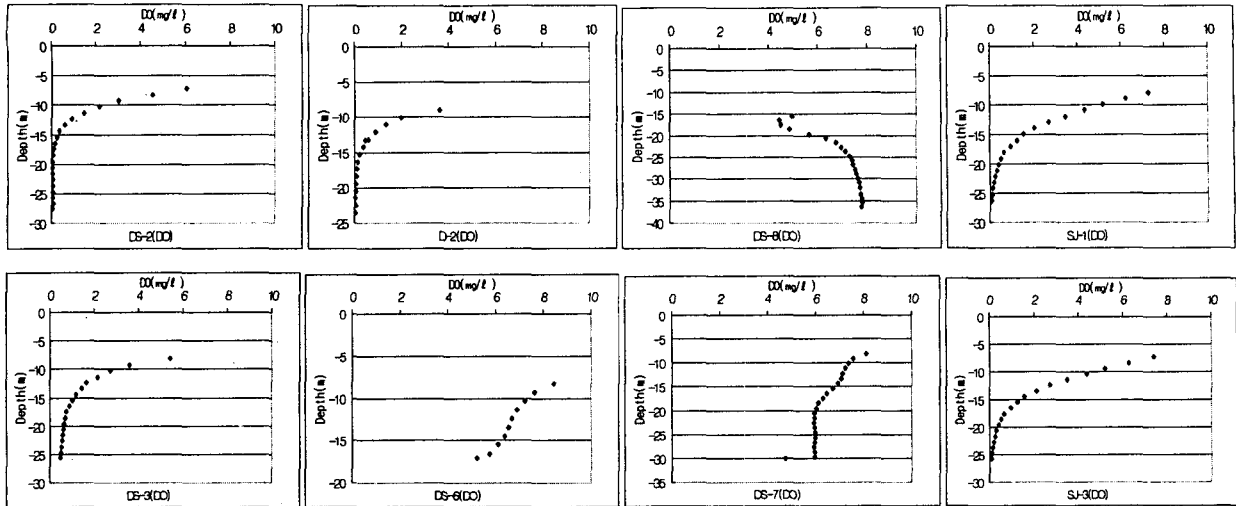 DO(mg/ℓ)
0 2 4 6 8 10
0
-5
-10
-15
-20
-25
-30
Depth(m)
DS-2(DO)
DO(mg/ℓ)
0 2 4 6 8 10
0
-5
-10
-15
-20
-25
Depth(m)
D-2(DO)
DO(mg/ℓ)
0 2 4 6 8 10
0
-5
-10
-15
-20
-25
-30
-35
-40
Depth(m)
DS-8(DO)
DO(mg/ℓ)
0 2 4 6 8 10
0
-5
-10
-15
-20
-25
-30
Depth(m)
SJ-1(DO)
DO(mg/ℓ)
0 2 4 6 8 10
0
-5
-10
-15
-20
-25
-30
Depth(m)
DS-3(DO)
DO(mg/ℓ)
0 2 4 6 8 10
0
-5
-10
-15
-20
Depth(m)
DS-6(DO)
DO(mg/ℓ)
0 2 4 6 8 10
0
-5
-10
-15
-20
-25
-30
-35
Depth(m)
DS-7(DO)
DO(mg/ℓ)
0 2 4 6 8 10
0
-5
-10
-15
-20
-25
-30
Depth(m)
SJ-3(DO)